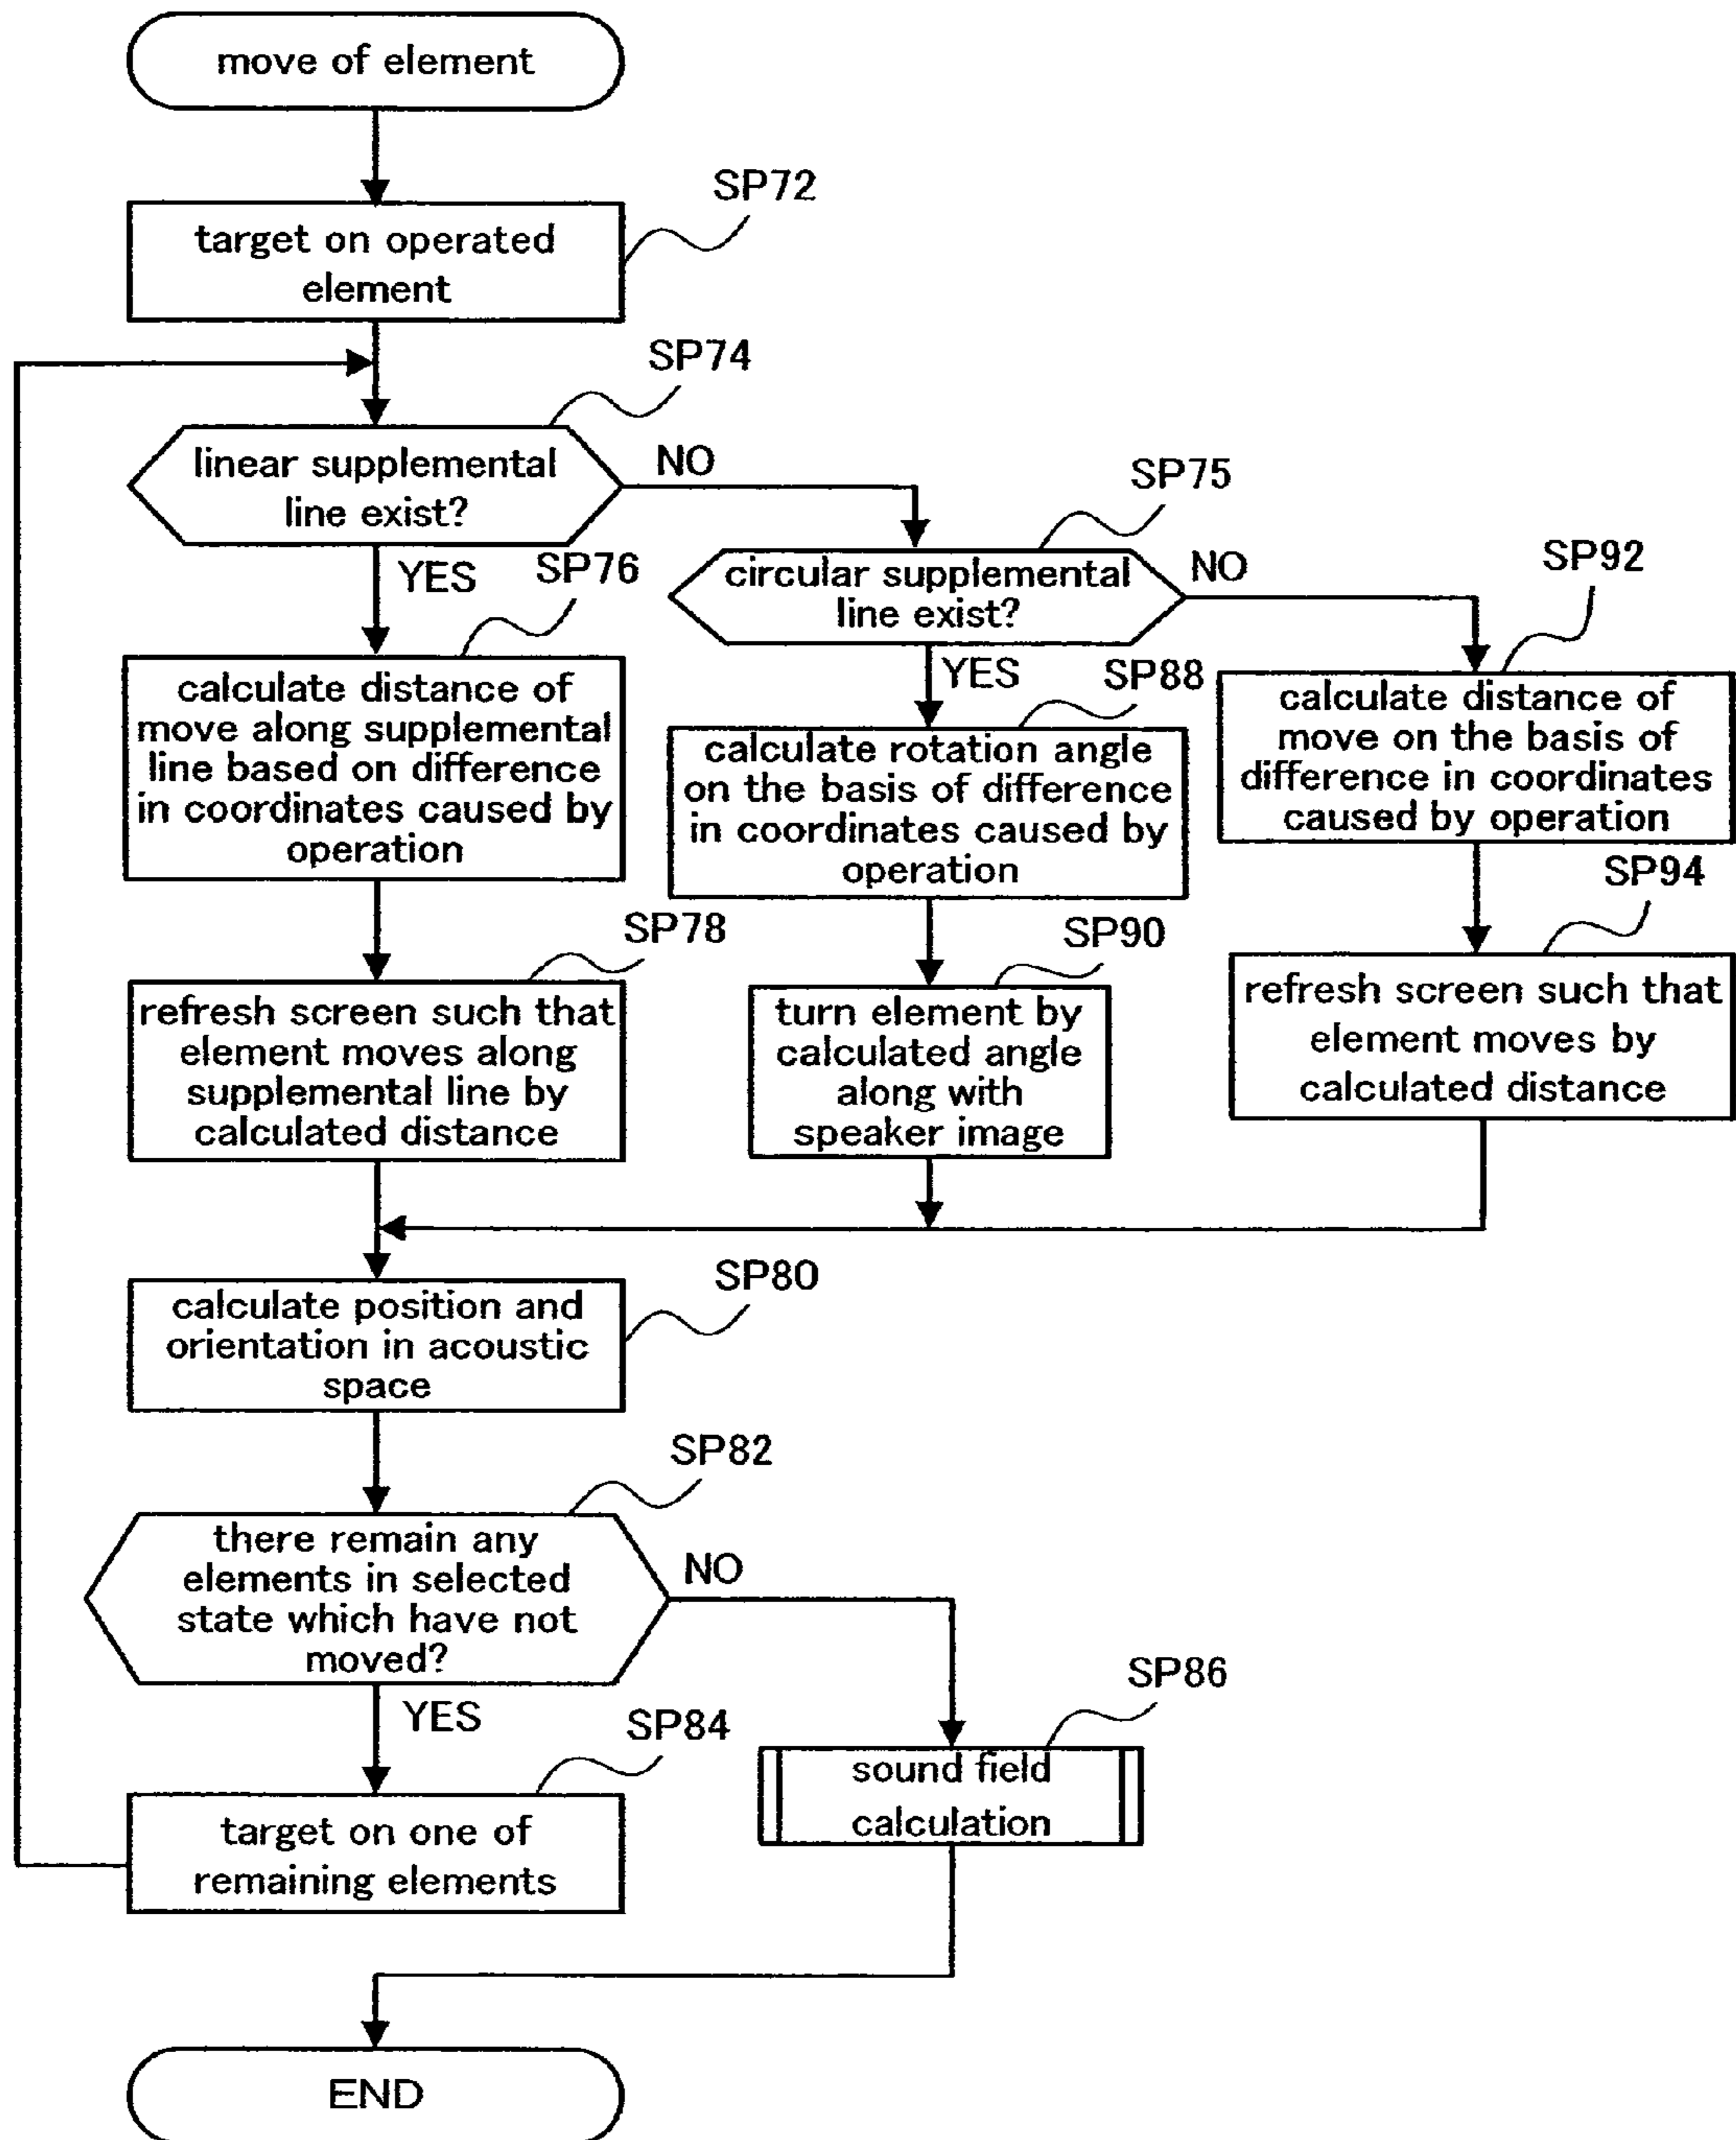 move of element
SP72
target on operated
element
SP74
linear supplemental
line exist?
NO
YES
SP75
circular supplemental
line exist?
NO
YES
SP76
calculate distance of
move along supplemental
line based on difference
in coordinates caused by
operation
SP88
calculate rotation angle
on the basis of difference
in coordinates caused by
operation
SP92
calculate distance of
move on the basis of
difference in coordinates
caused by operation
SP78
refresh screen such that
element moves along
supplemental line by
calculated distance
SP90
turn element by
calculated angle
along with
speaker image
SP94
refresh screen such that
element moves by
calculated distance
SP80
calculate position and
orientation in acoustic
space
SP82
there remain any
elements in selected
state which have not
moved?
NO
YES
SP84
target on one of
remaining elements
SP86
sound field
calculation
END